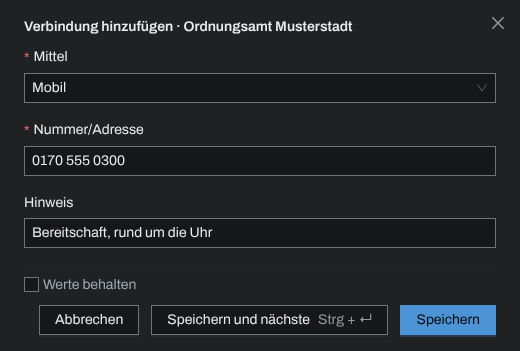 Verbindung hinzufügen · Ordnungsamt Musterstadt
* Mittel
Mobil
* Nummer/Adresse
0170 555 0300
Hinweis
Bereitschaft, rund um die Uhr
Werte behalten
Abbrechen
Speichern und nächste Strg + ↵
Speichern